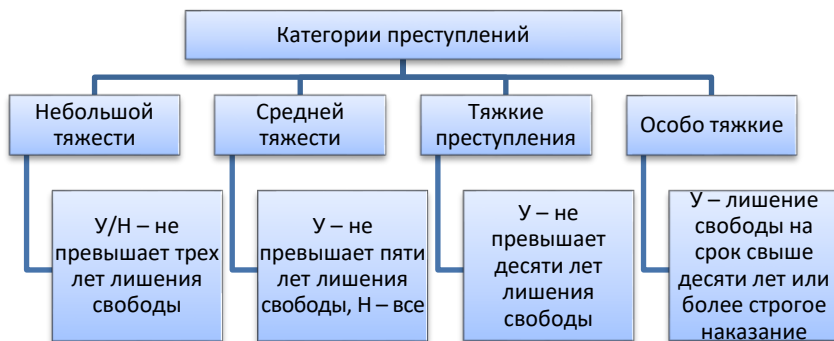 Категории преступлений
Небольшой
тяжести
Средней
тяжести
Тяжкие
преступления
Особо тяжкие
У/Н – не
превышает трех
лет лишения
свободы
У – не
превышает пяти
лет лишения
свободы, Н – все
У – не
превышает
десяти лет
лишения
свободы
У – лишение
свободы на
срок свыше
десяти лет или
более строгое
наказание